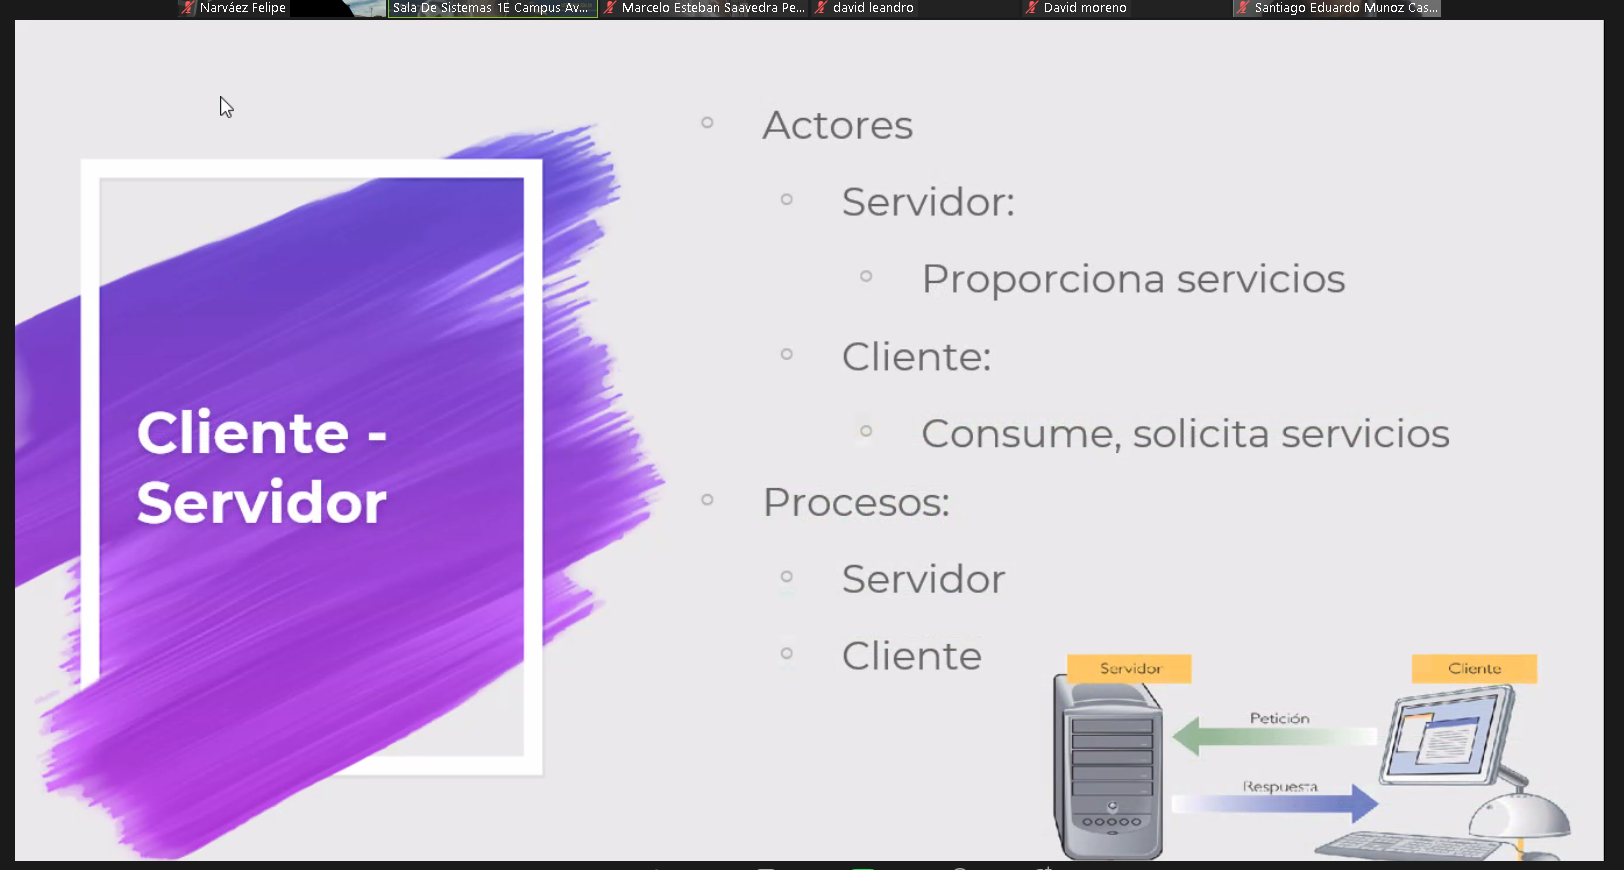 Narváez Felipe
Sala De Sistemas 1E Campus Av...
Marcelo Esteban Saavedra Pe...
david leandro
David moreno
Santiago Eduardo Munoz Cas...
Cliente -
Servidor
Actores
Servidor:
Proporciona servicios
Cliente:
Consume, solicita servicios
Procesos:
Servidor
Cliente
Servidor
Cliente
Petición
Respuesta